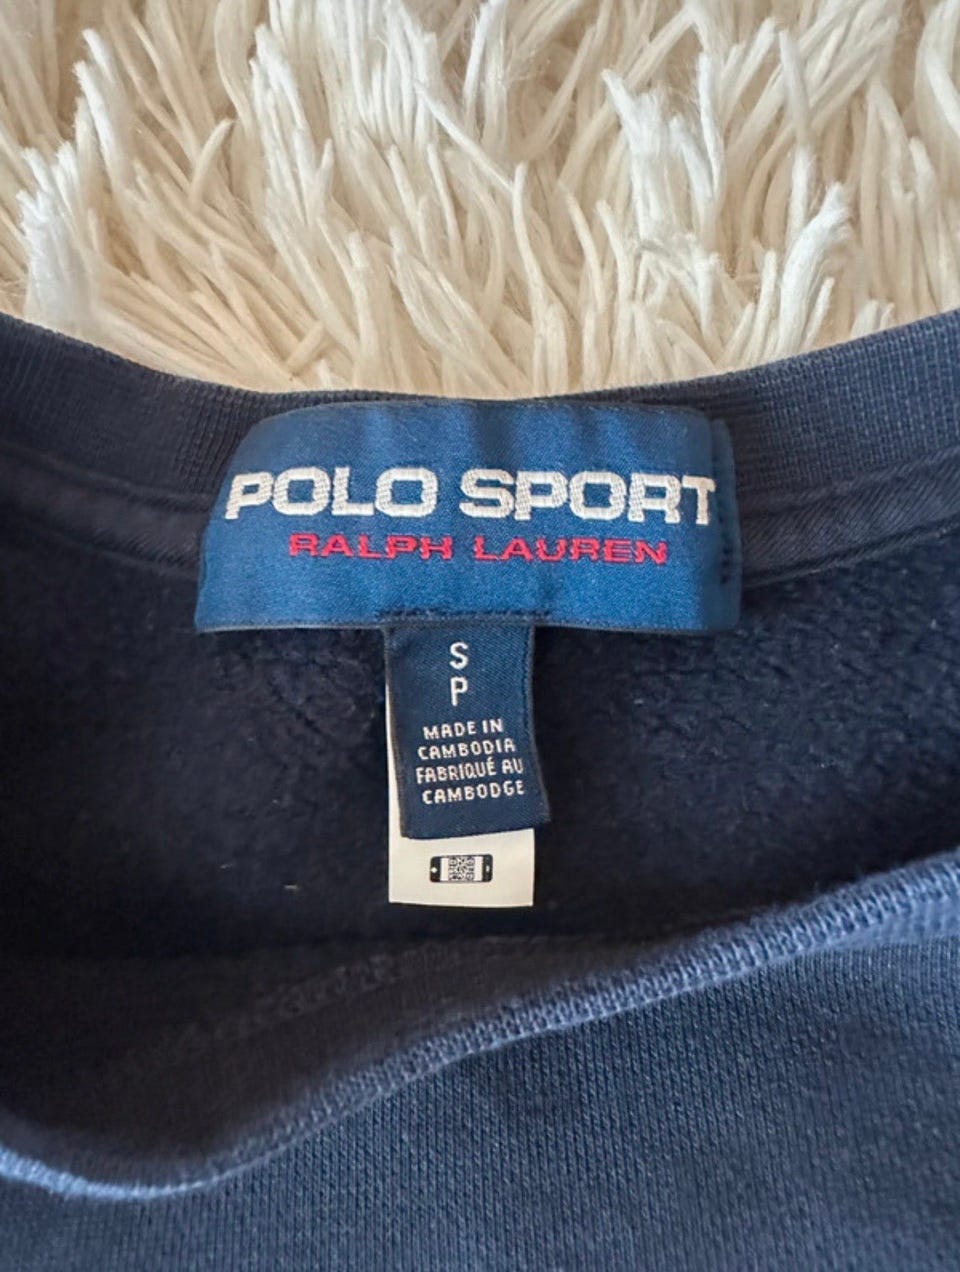 POLO SPORT
RALPH LAUREN
S
P
MADE IN
CAMBODIA
FABRIQUÉ AU
CAMBODGE